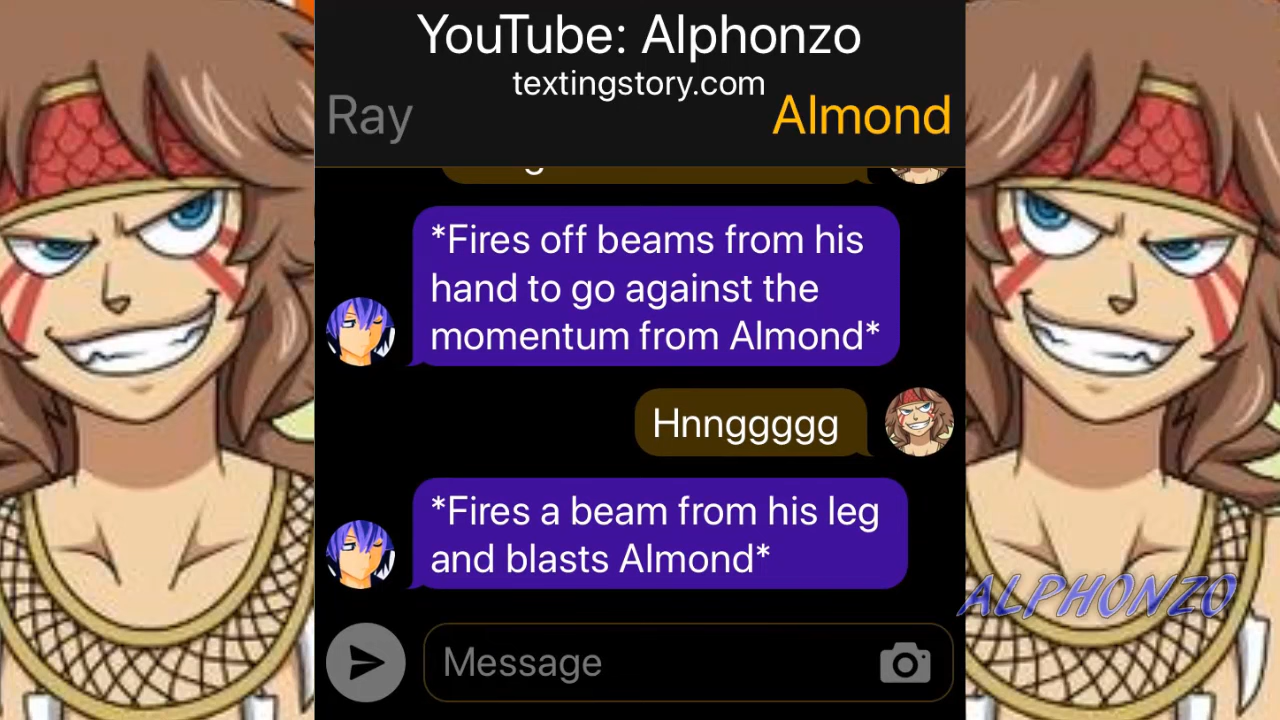 YouTube: Alphonzo
textingstory.com
Ray
Almond
*Fires off beams from his
hand to go against the
momentum from Almond*
Hnnggggg
*Fires a beam from his leg
and blasts Almond*
ALPHONZO
Message